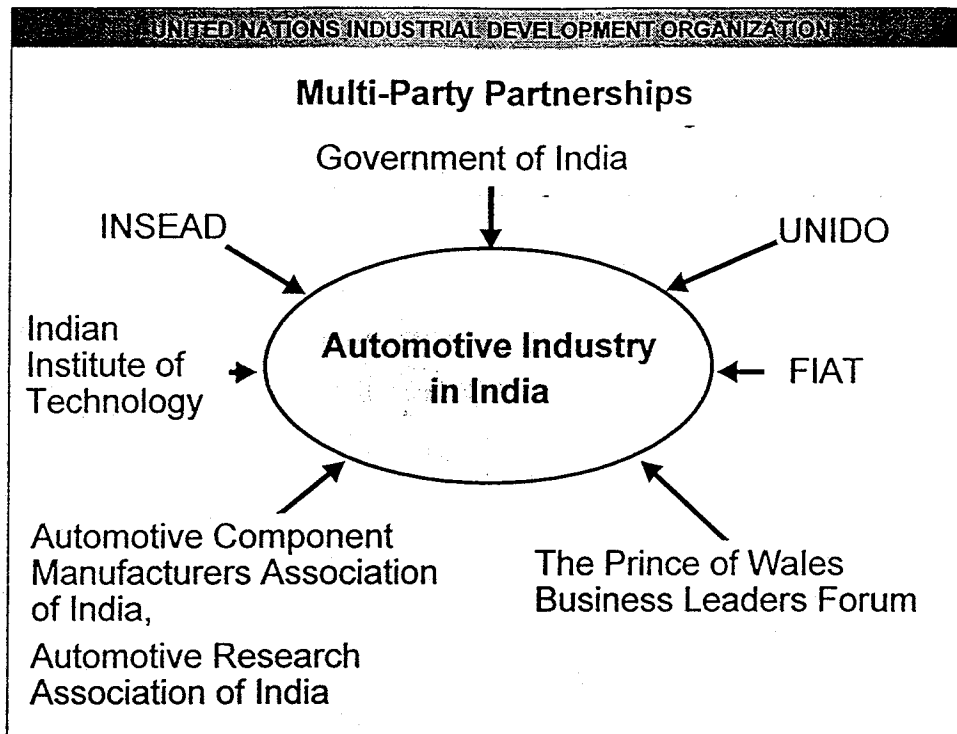 UNITED NATIONS INDUSTRIAL DEVELOPMENT ORGANIZATION
Multi-Party Partnerships
Government of India
INSEAD
UNIDO
Indian
Institute of
Technology
Automotive Industry
in India
FIAT
Automotive Component
Manufacturers Association
of India,
Automotive Research
Association of India
The Prince of Wales
Business Leaders Forum